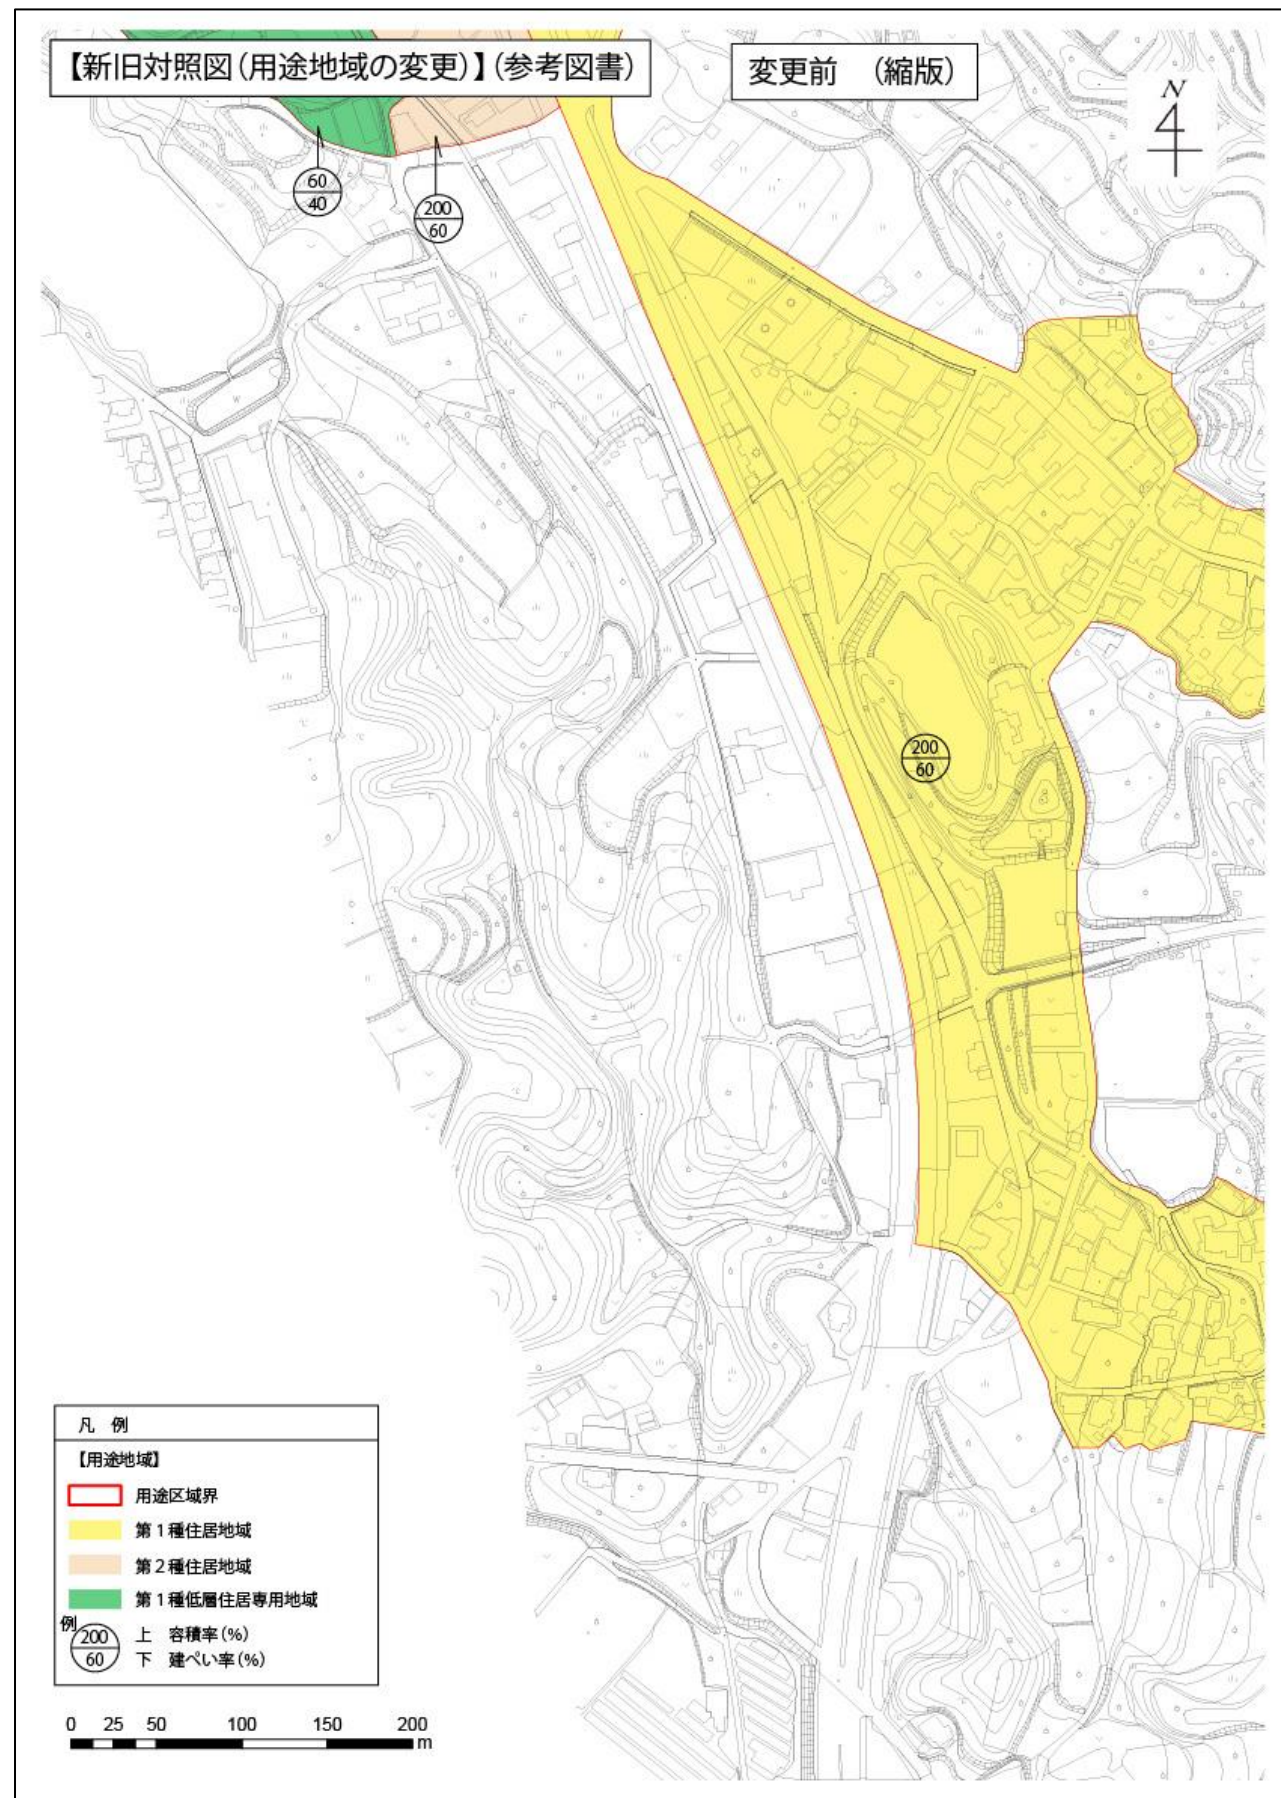 【新旧対照図(用途地域の変更)】(参考図書)
変更前　(縮版)
N
60
40
200
60
200
60
凡　例
【用途地域】
用途区域界
第1種住居地域
第2種住居地域
第1種低層住居専用地域
例
200
60
上　容積率(%)
下　建ぺい率(%)
0 25 50 100 150 200
m